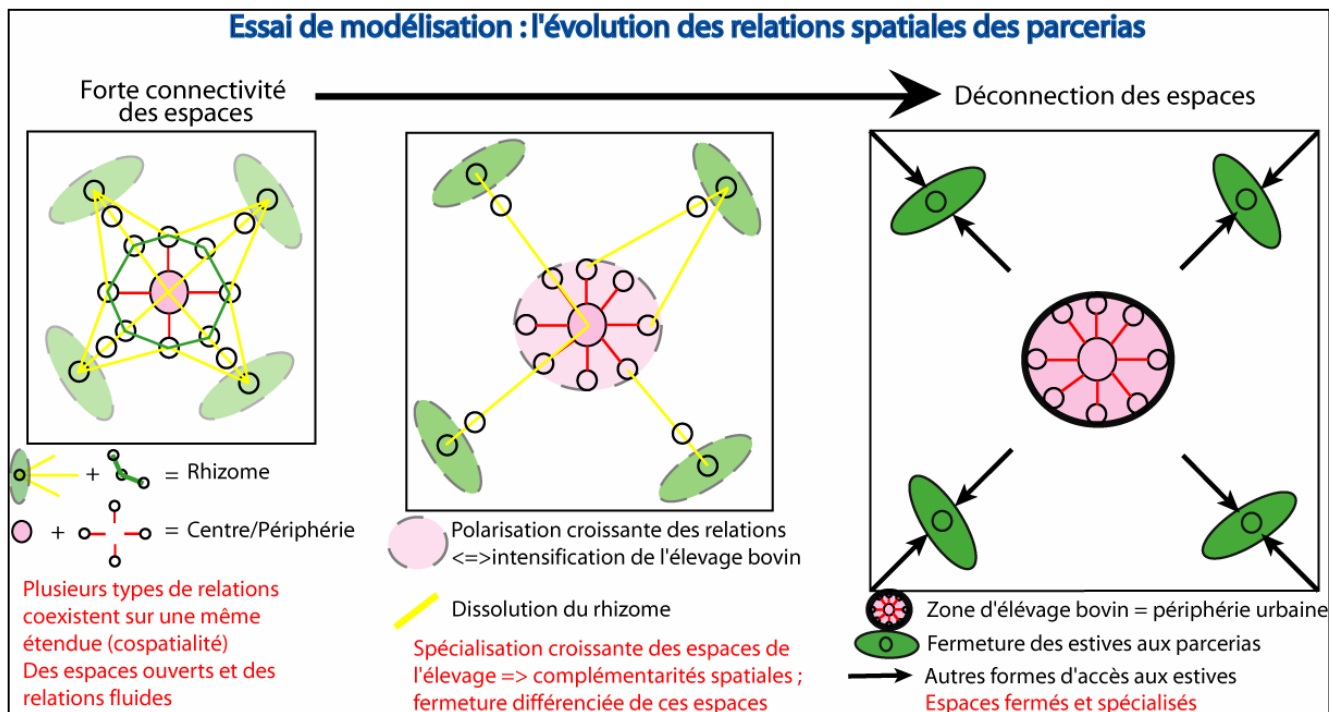 Essai de modélisation : l'évolution des relations spatiales des parcerias
Forte connectivité
des espaces
Déconnection des espaces
+ = Rhizome
+ = Centre/Périphérie
Plusieurs types de relations
coexistent sur une même
étendue (cospatialité)
Des espaces ouverts et des
relations fluides
Polarisation croissante des relations
<=>intensification de l'élevage bovin
Dissolution du rhizome
Spécialisation croissante des espaces de
l'élevage => complémentarités spatiales ;
fermeture différenciée de ces espaces
Zone d'élévage bovin = périphérie urbaine
Fermeture des estives aux parcerias
Autres formes d'accès aux estives
Espaces fermés et spécialisés